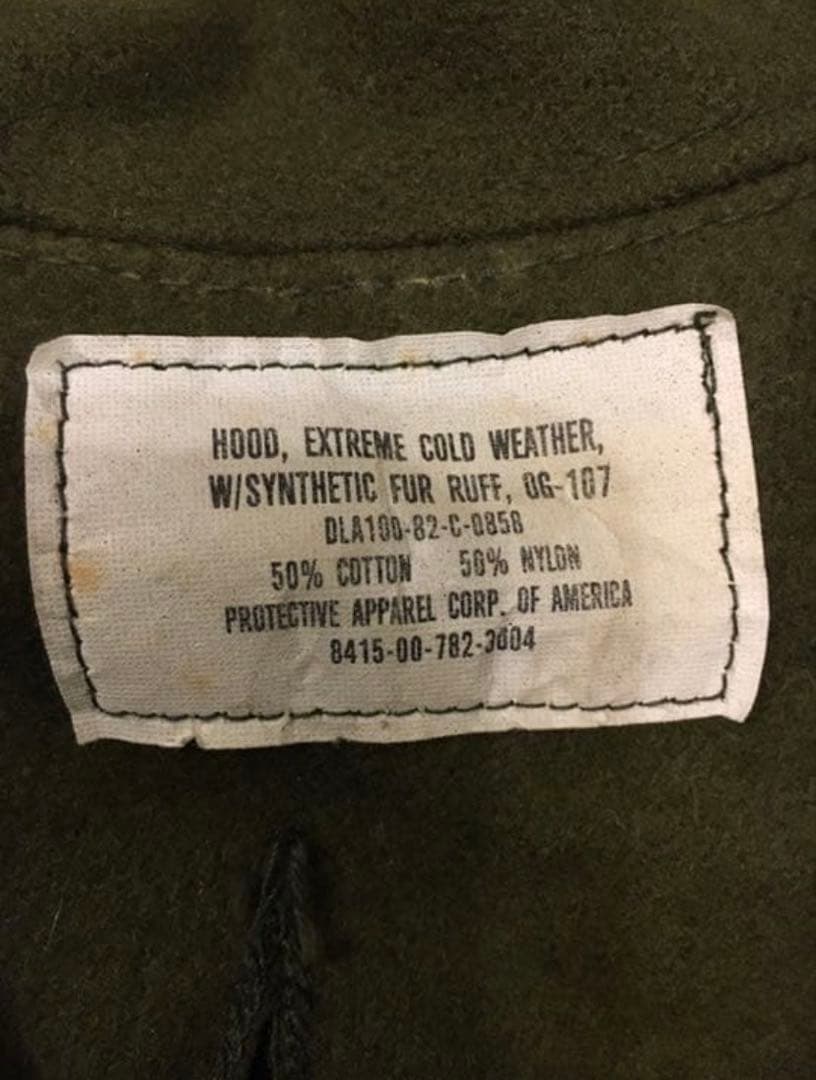 HOOD, EXTREME COLD WEATHER,
W/SYNTHETIC FUR RUFF, OG-107
DLA100-82-C-0858
50% COTTON 50% NYLON
PROTECTIVE APPAREL CORP. OF AMERICA
8415-00-782-3004